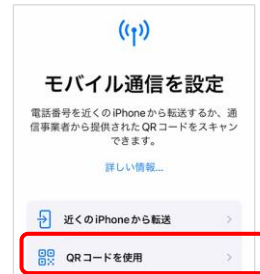 モバイル通信を設定
電話番号を近くのiPhoneから転送するか、通
信事業者から提供されたQRコードをスキャン
できます。
詳しい情報...
近くのiPhoneから転送
QRコードを使用